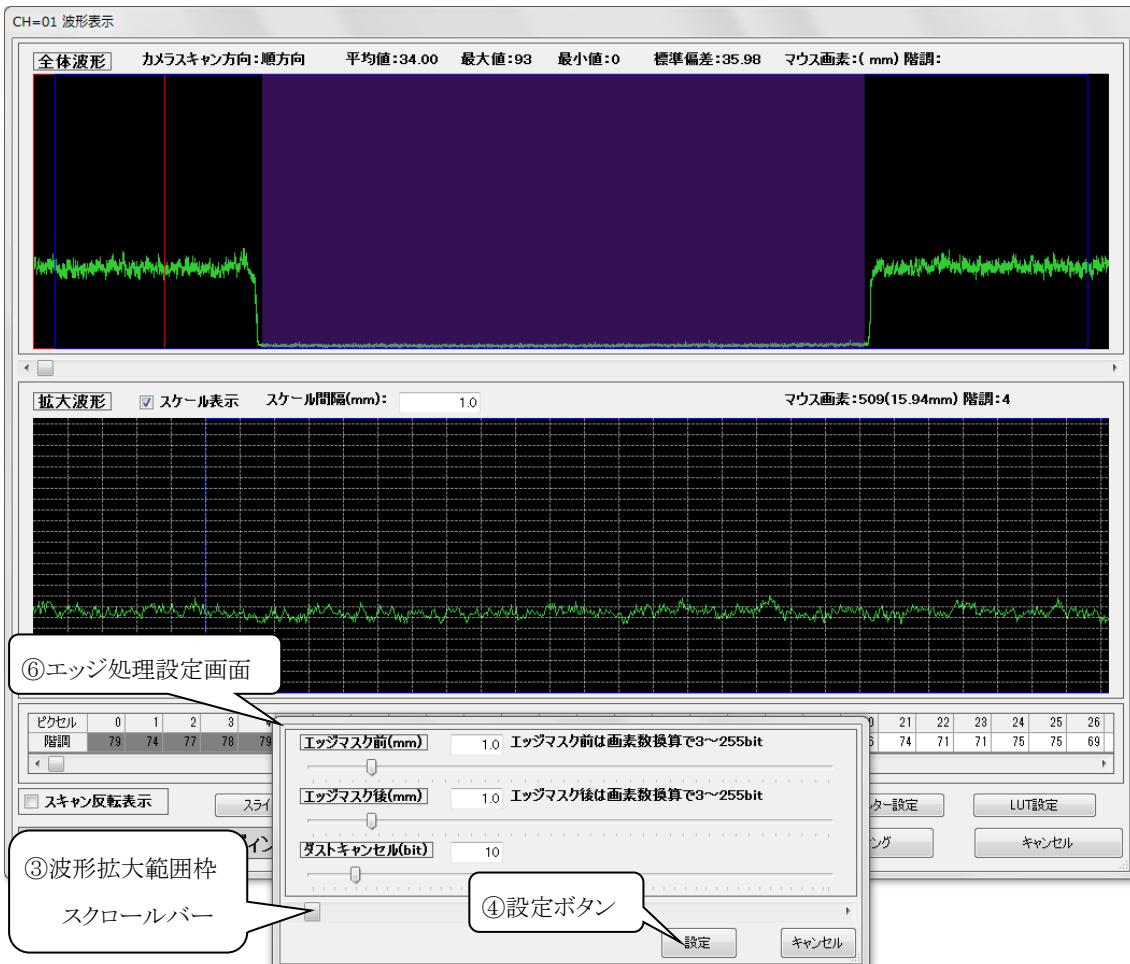 CH=01 波形表示
全体波形 カメラスキャン方向:順方向 平均値:34.00 最大値:93 最小値:0 標準偏差:35.98 マウス画素:( mm) 階調:
拡大波形 スケール表示 スケール間隔(mm): 1.0 マウス画素:509(15.94mm) 階調:4
⑥エッジ処理設定画面
ピクセル 0 1 2 3 21 22 23 24 25 26
階調 79 74 77 78 79 74 71 71 75 75 69
エッジマスク前(mm) 1.0 エッジマスク前は画素数換算で3~255bit
エッジマスク後(mm) 1.0 エッジマスク後は画素数換算で3~255bit
スキャン反転表示 スライ ター設定 LUT設定
イン ング キャンセル
ダストキャンセル(bit) 10
③波形拡大範囲枠
スクロールバー
④設定ボタン
設定 キャンセル